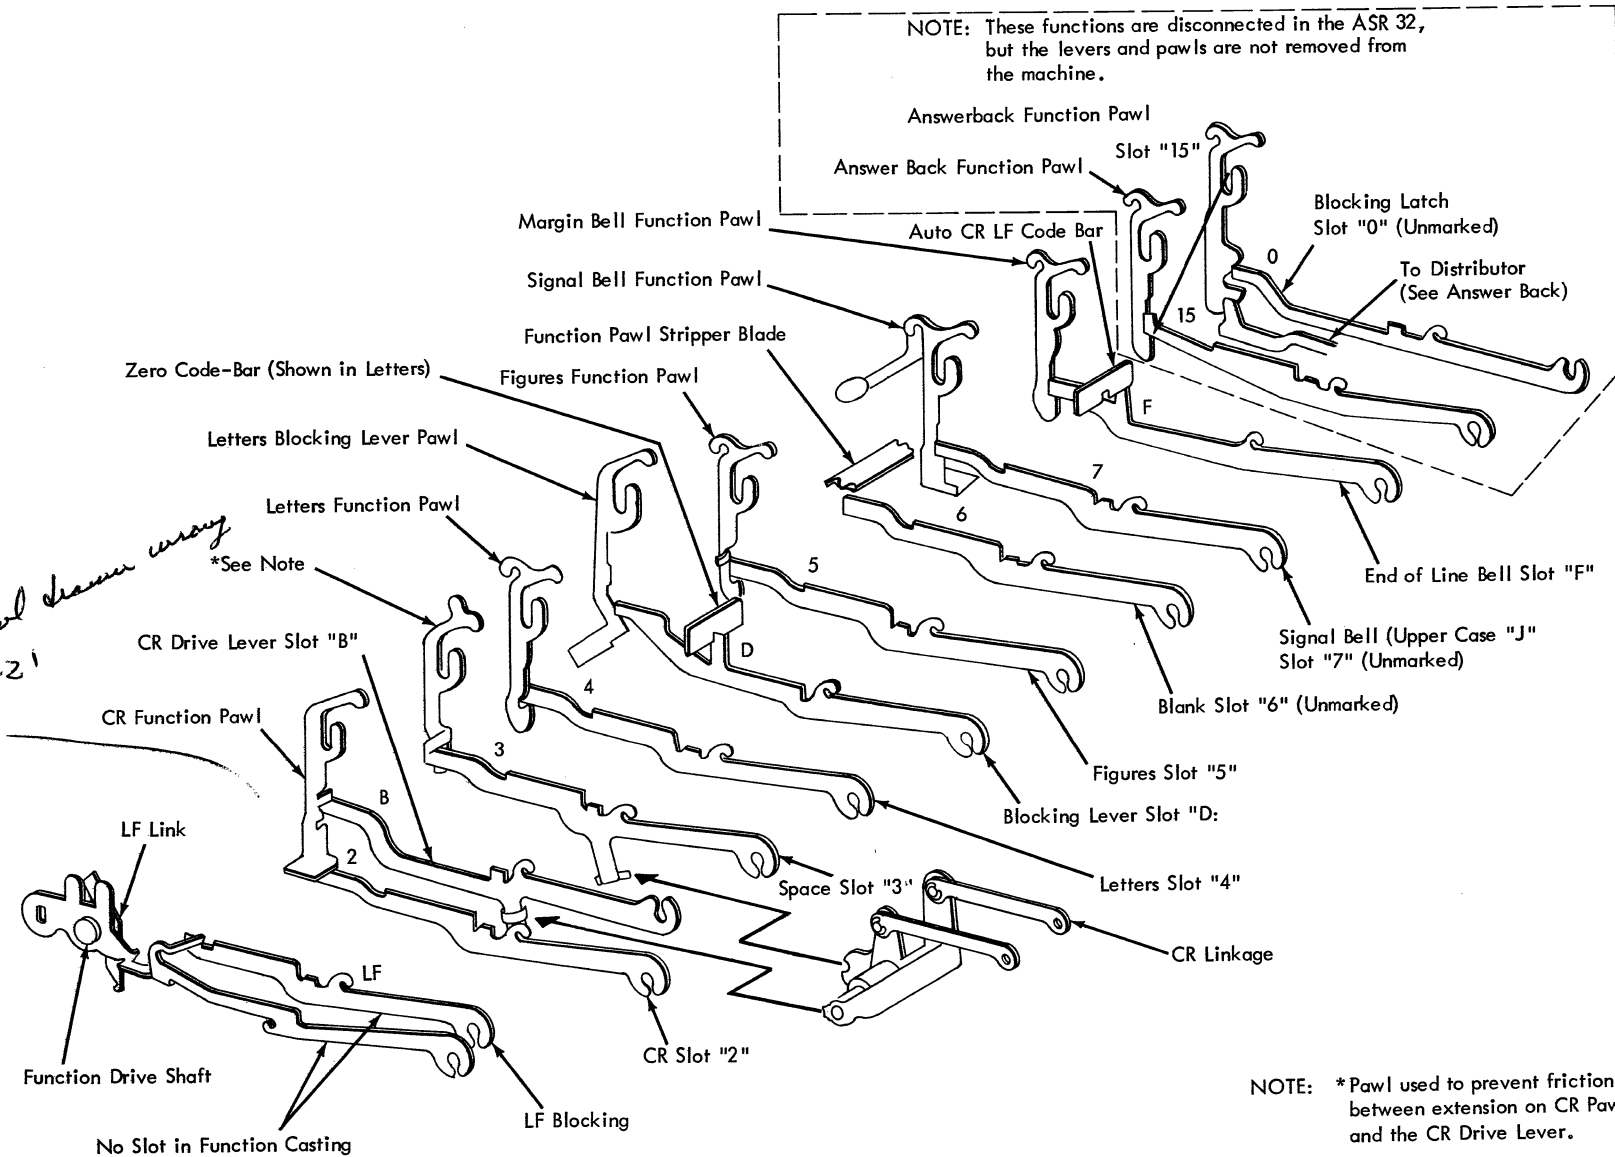 NOTE: These functions are disconnected in the ASR 32,
but the levers and pawls are not removed from
the machine.
Answerback Function Pawl
Slot "15"
Answer Back Function Pawl
Blocking Latch
Slot "0" (Unmarked)
Margin Bell Function Pawl
Auto CR LF Code Bar
0
To Distributor
(See Answer Back)
Signal Bell Function Pawl
15
Function Pawl Stripper Blade
Zero Code-Bar (Shown in Letters)
Figures Function Pawl
F
Letters Blocking Lever Pawl
7
Letters Function Pawl
6
drawn wrong
*See Note
5
End of Line Bell Slot "F"
CR Drive Lever Slot "B"
D
Signal Bell (Upper Case "J"
Slot "7" (Unmarked)
4
Blank Slot "6" (Unmarked)
CR Function Pawl
3
Figures Slot "5"
B
Blocking Lever Slot "D:
LF Link
2
Space Slot "3"
Letters Slot "4"
CR Linkage
LF
CR Slot "2"
Function Drive Shaft
LF Blocking
No Slot in Function Casting
NOTE: *Pawl used to prevent friction
between extension on CR Paw
and the CR Drive Lever.